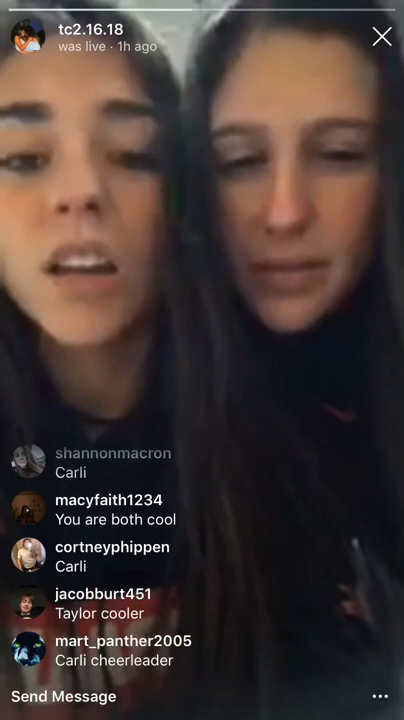 tc2.16.18
was live · 1h ago
shannonmacron
Carli
macyfaith1234
You are both cool
cortneyphippen
Carli
jacobburt451
Taylor cooler
mart_panther2005
Carli cheerleader
Send Message